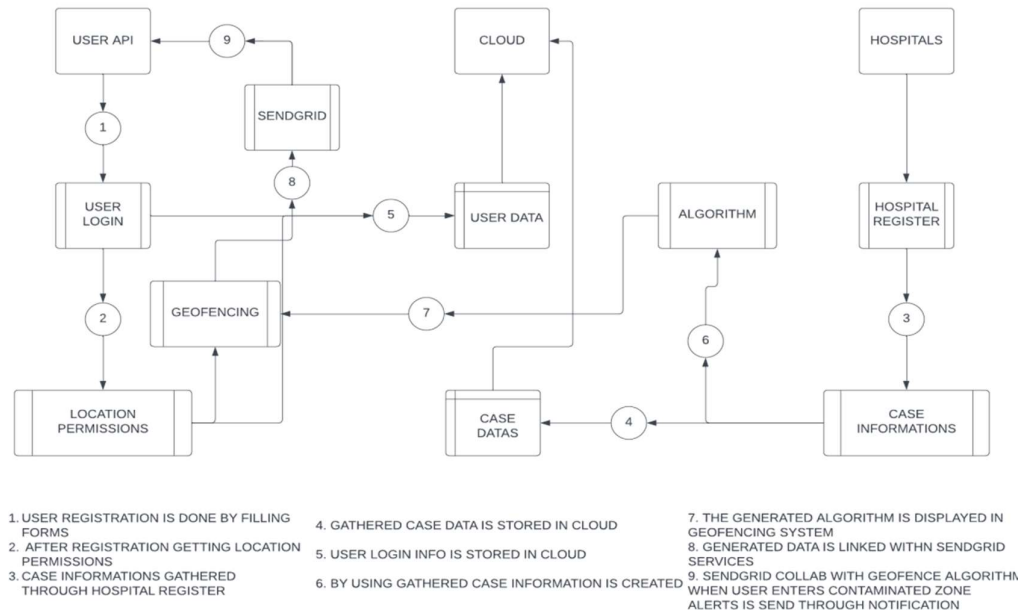 USER API
9
CLOUD
HOSPITALS
SENDGRID
1
8
USER
LOGIN
5
USER DATA
ALGORITHM
HOSPITAL
REGISTER
GEOFENCING
7
2
6
3
LOCATION
PERMISSIONS
CASE
DATAS
4
CASE
INFORMATIONS
1. USER REGISTRATION IS DONE BY FILLING
FORMS
2. AFTER REGISTRATION GETTING LOCATION
PERMISSIONS
3. CASE INFORMATIONS GATHERED
THROUGH HOSPITAL REGISTER
4. GATHERED CASE DATA IS STORED IN CLOUD
5. USER LOGIN INFO IS STORED IN CLOUD
6. BY USING GATHERED CASE INFORMATION IS CREATED
7. THE GENERATED ALGORITHM IS DISPLAYED IN
GEOFENCING SYSTEM
8. GENERATED DATA IS LINKED WITHN SENDGRID
SERVICES
9. SENDGRID COLLAB WITH GEOFENCE ALGORITHM
WHEN USER ENTERS CONTAMINATED ZONE
ALERTS IS SEND THROUGH NOTIFICATION